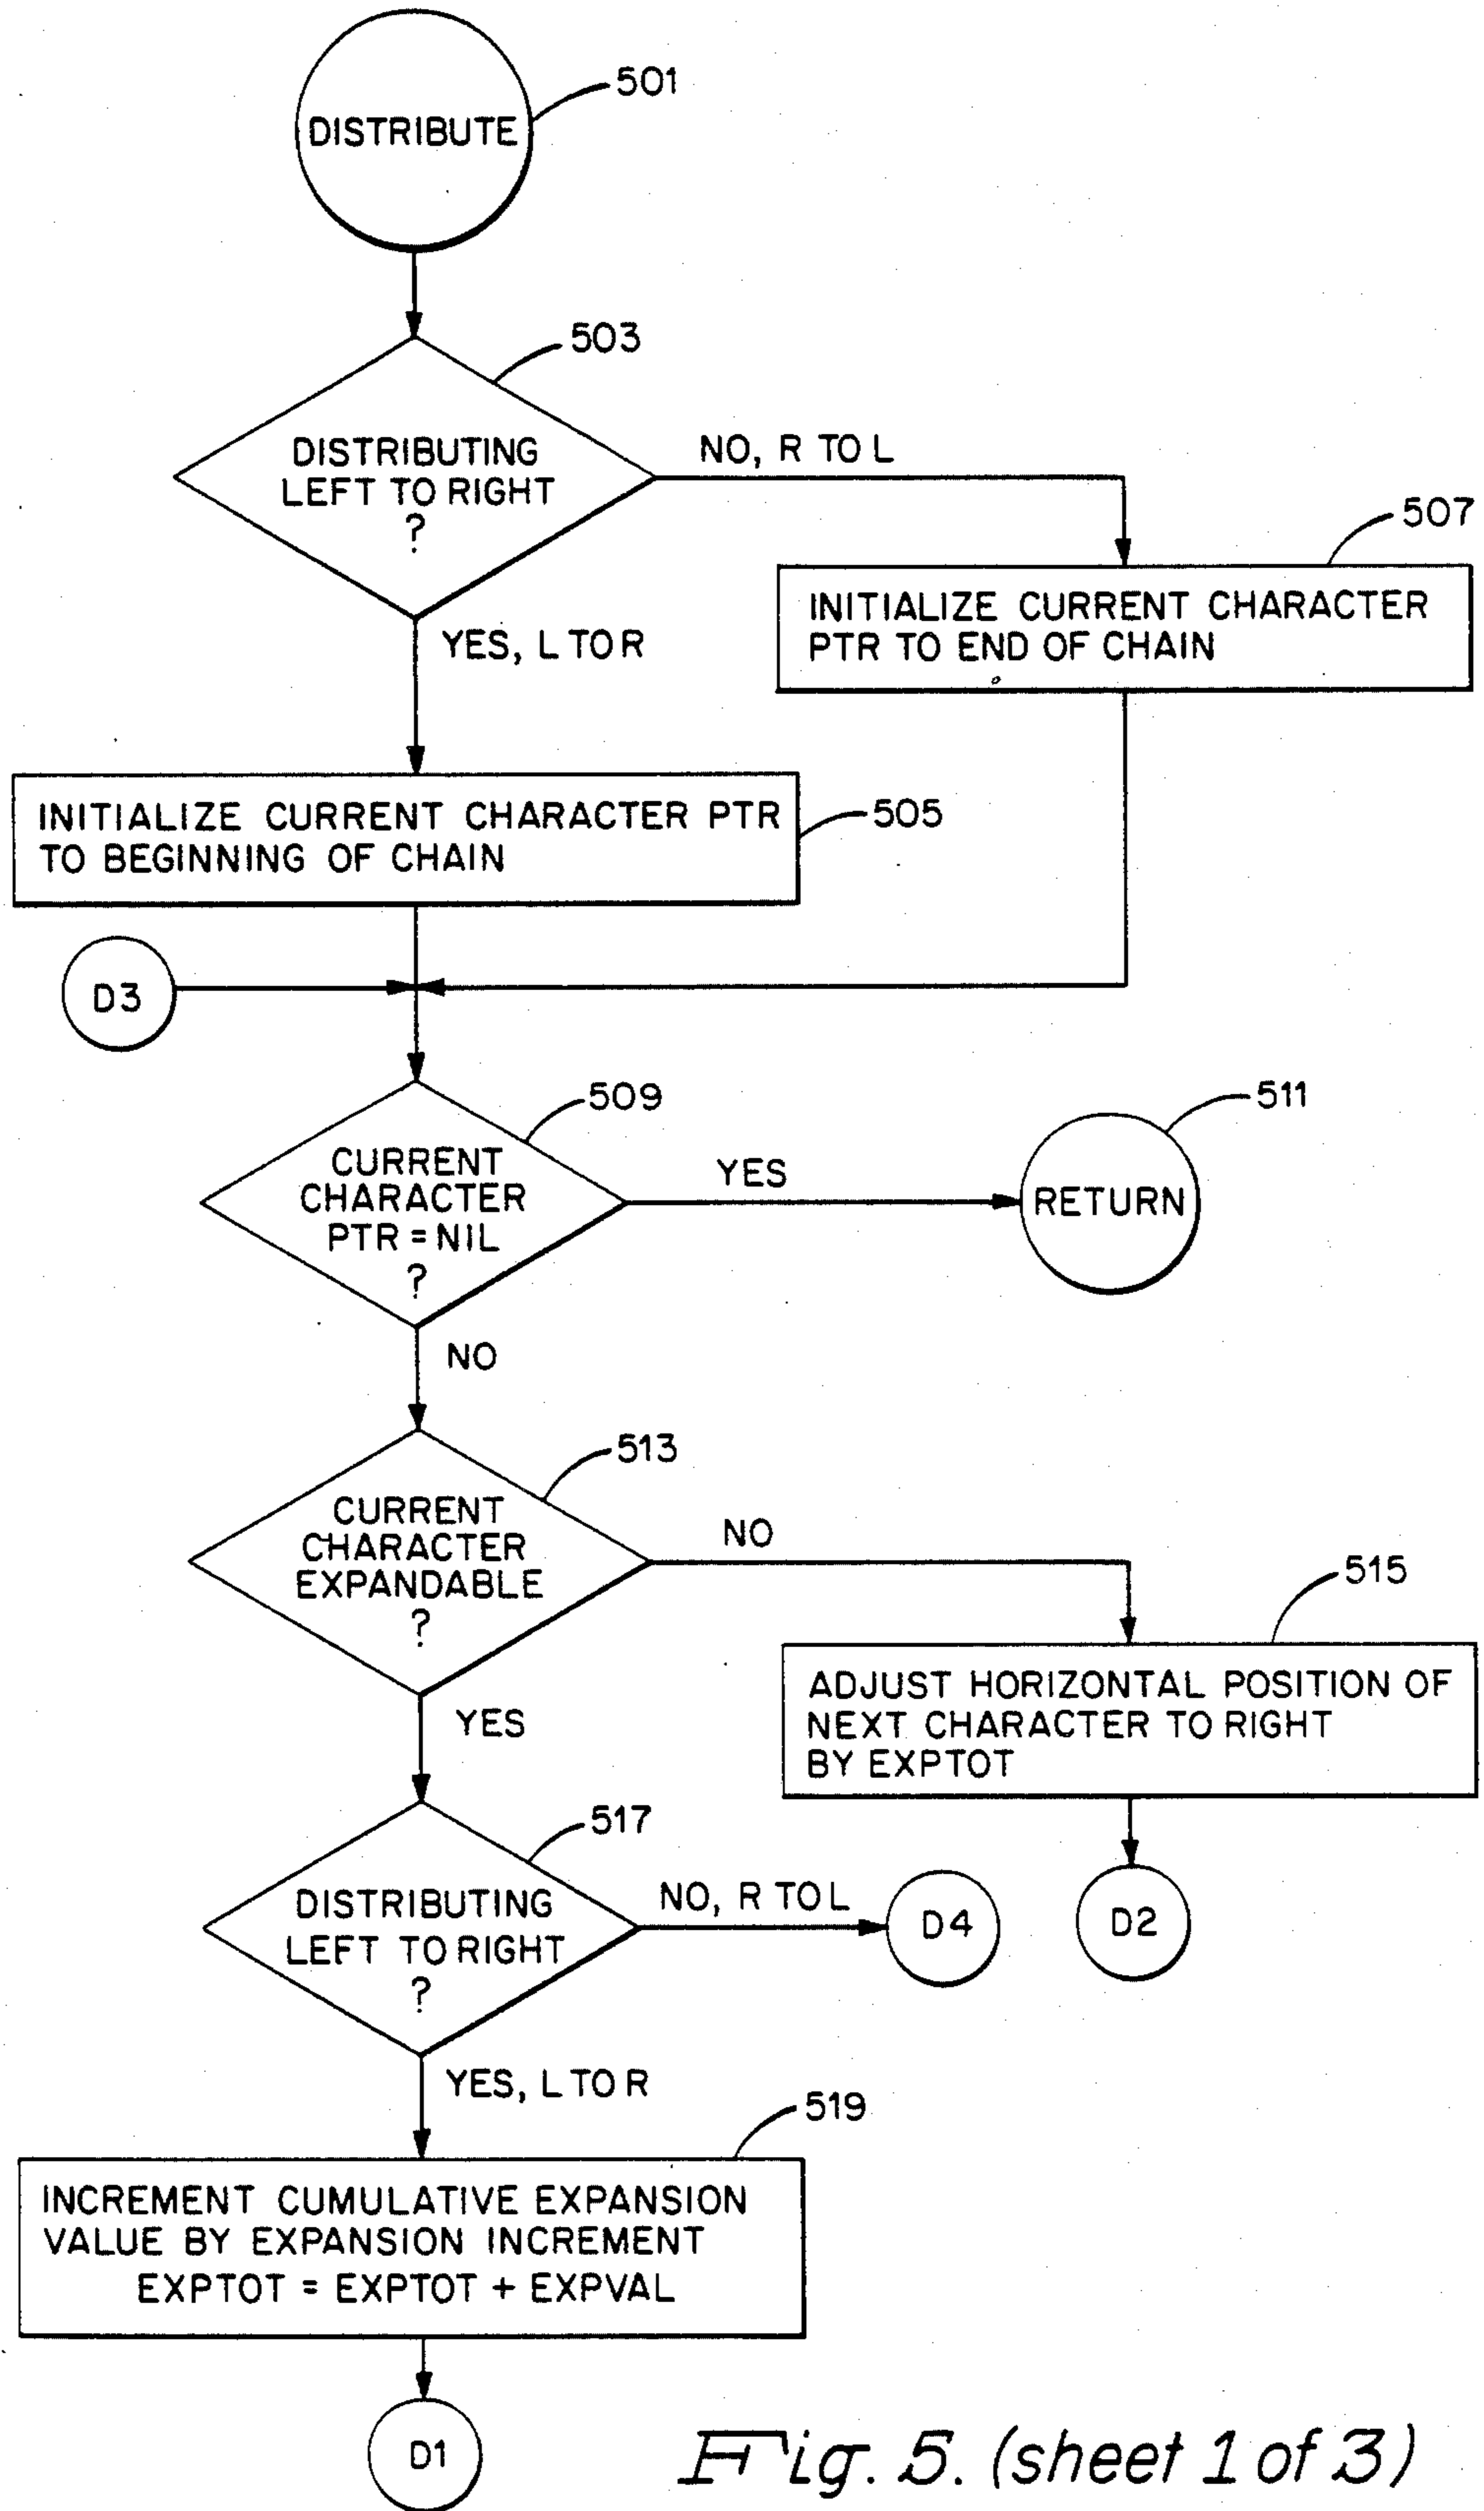 501
DISTRIBUTE
503
DISTRIBUTING
LEFT TO RIGHT
?
NO, R TO L
507
INITIALIZE CURRENT CHARACTER
PTR TO END OF CHAIN
YES, L TO R
INITIALIZE CURRENT CHARACTER PTR
TO BEGINNING OF CHAIN
505
D3
509
CURRENT
CHARACTER
PTR = NIL
?
YES
511
RETURN
NO
513
CURRENT
CHARACTER
EXPANDABLE
?
NO
515
ADJUST HORIZONTAL POSITION OF
NEXT CHARACTER TO RIGHT
BY EXPTOT
YES
517
DISTRIBUTING
LEFT TO RIGHT
?
NO, R TO L
D4
D2
YES, L TO R
519
INCREMENT CUMULATIVE EXPANSION
VALUE BY EXPANSION INCREMENT
EXPTOT = EXPTOT + EXPVAL
D1
Fig. 5. (sheet 1 of 3)